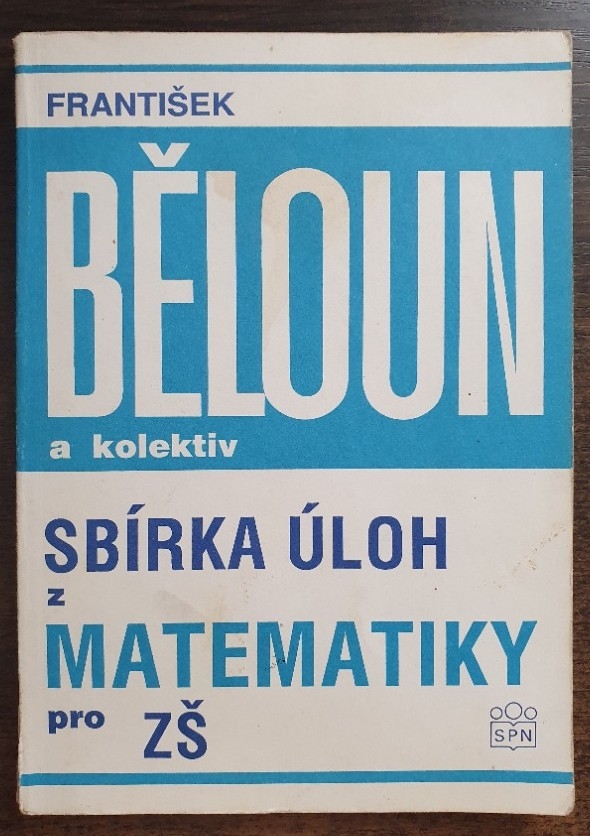 FRANTIŠEK
BĚLOUN
a kolektiv
SBÍRKA ÚLOH
z
MATEMATIKY
pro ZŠ
SPN